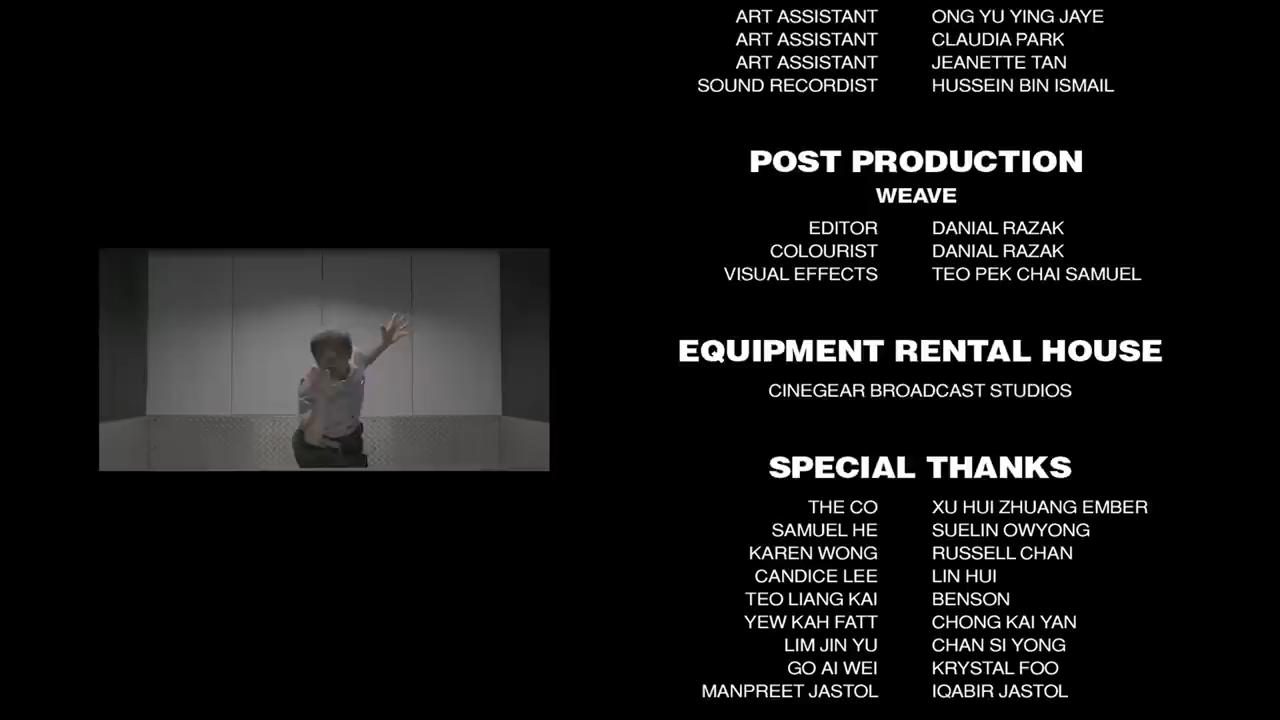 ART ASSISTANT ONG YU YING JAYE
ART ASSISTANT CLAUDIA PARK
ART ASSISTANT JEANETTE TAN
SOUND RECORDIST HUSSEIN BIN ISMAIL
POST PRODUCTION
WEAVE
EDITOR DANIAL RAZAK
COLOURIST DANIAL RAZAK
VISUAL EFFECTS TEO PEK CHAI SAMUEL
EQUIPMENT RENTAL HOUSE
CINEGEAR BROADCAST STUDIOS
SPECIAL THANKS
THE CO XU HUI ZHUANG EMBER
SAMUEL HE SUELIN OWYONG
KAREN WONG RUSSELL CHAN
CANDICE LEE LIN HUI
TEO LIANG KAI BENSON
YEW KAH FATT CHONG KAI YAN
LIM JIN YU CHAN SI YONG
GO AI WEI KRYSTAL FOO
MANPREET JASTOL IQABIR JASTOL